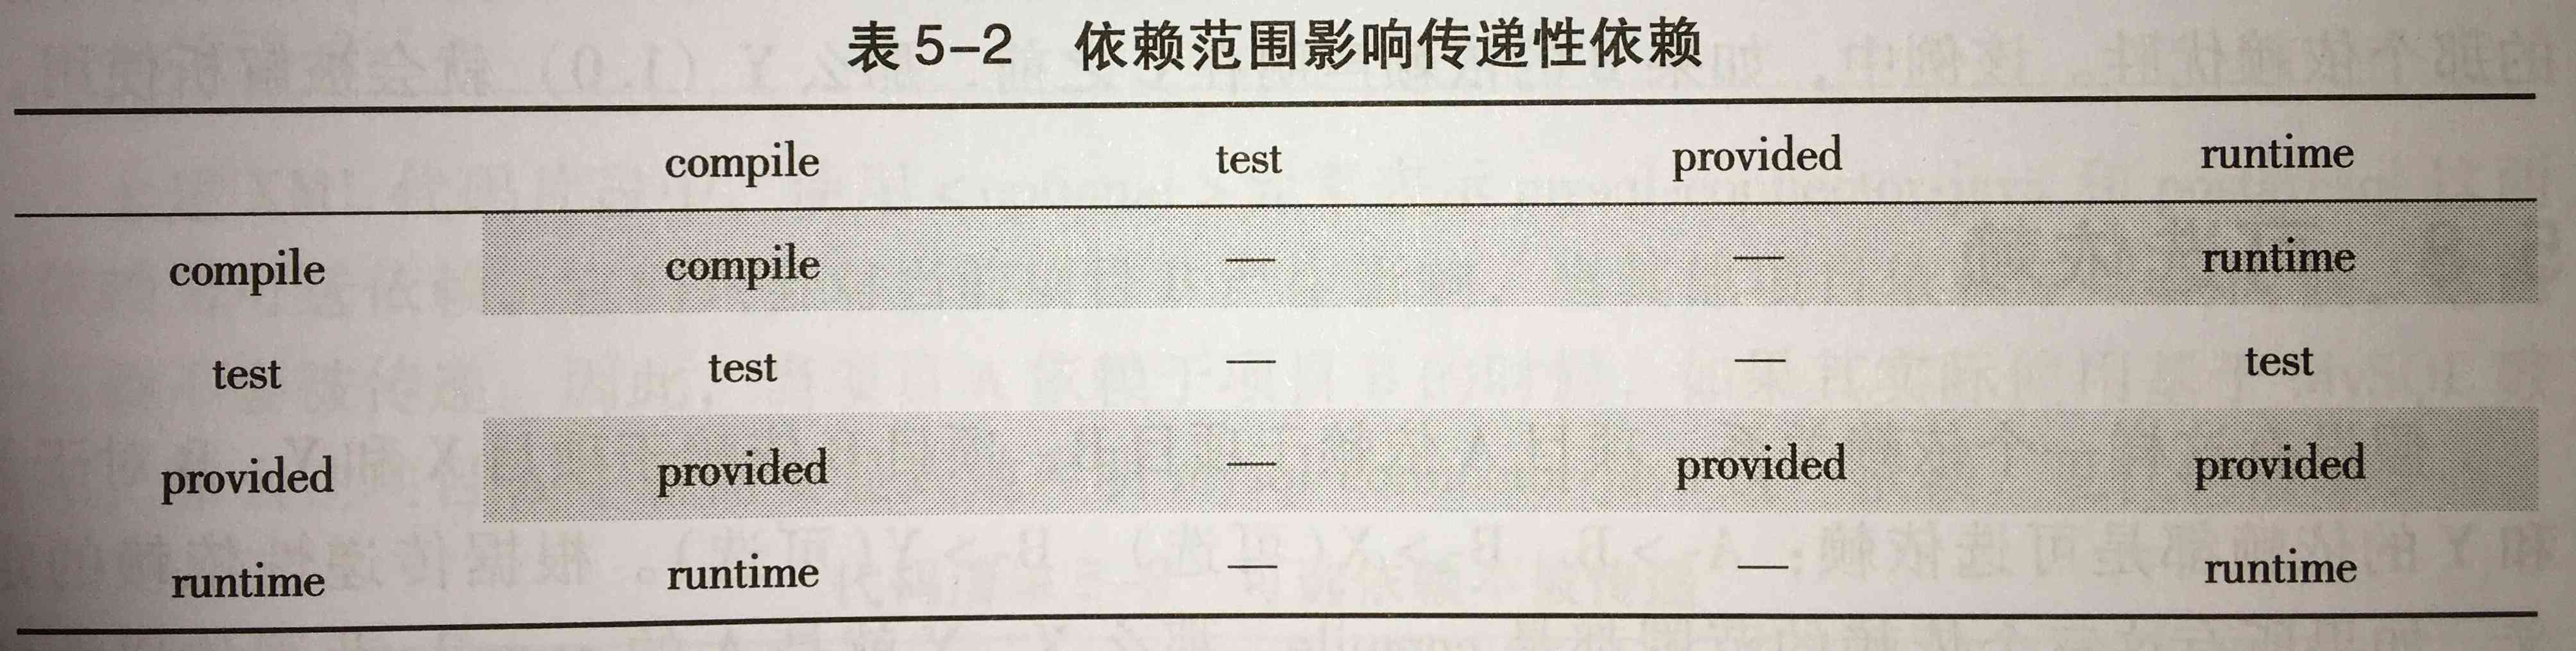 表 5-2 依赖范围影响传递性依赖
compile test provided runtime
compile compile — — runtime
test test — — test
provided provided — provided provided
runtime runtime — — runtime